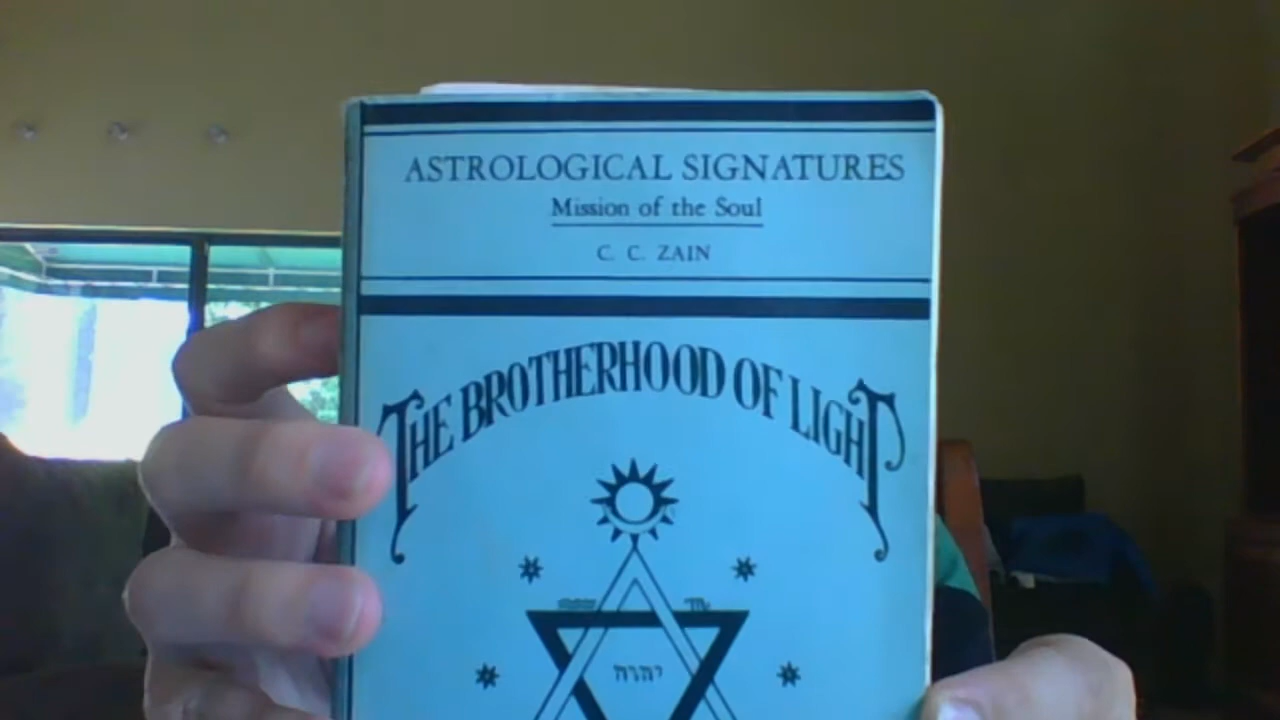 ASTROLOGICAL SIGNATURES
Mission of the Soul
C. C. ZAIN
THE BROTHERHOOD OF LIGHT
יהוה